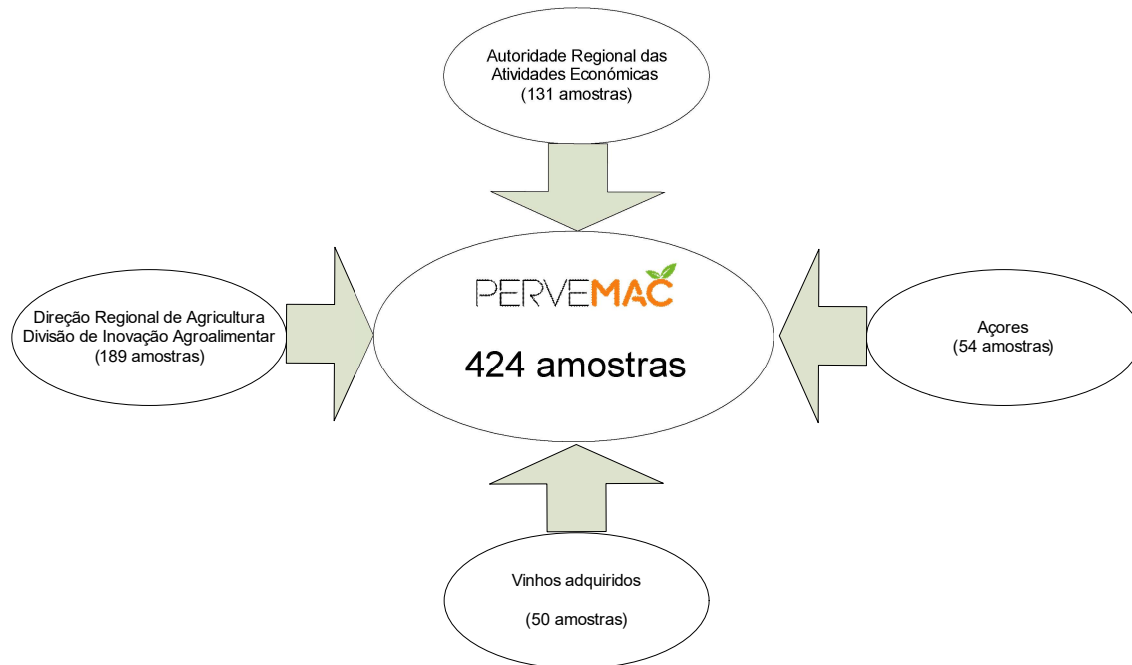 Autoridade Regional das
Atividades Económicas
(131 amostras)
PERVEMAC
424 amostras
Direção Regional de Agricultura
Divisão de Inovação Agroalimentar
(189 amostras)
Açores
(54 amostras)
Vinhos adquiridos
(50 amostras)